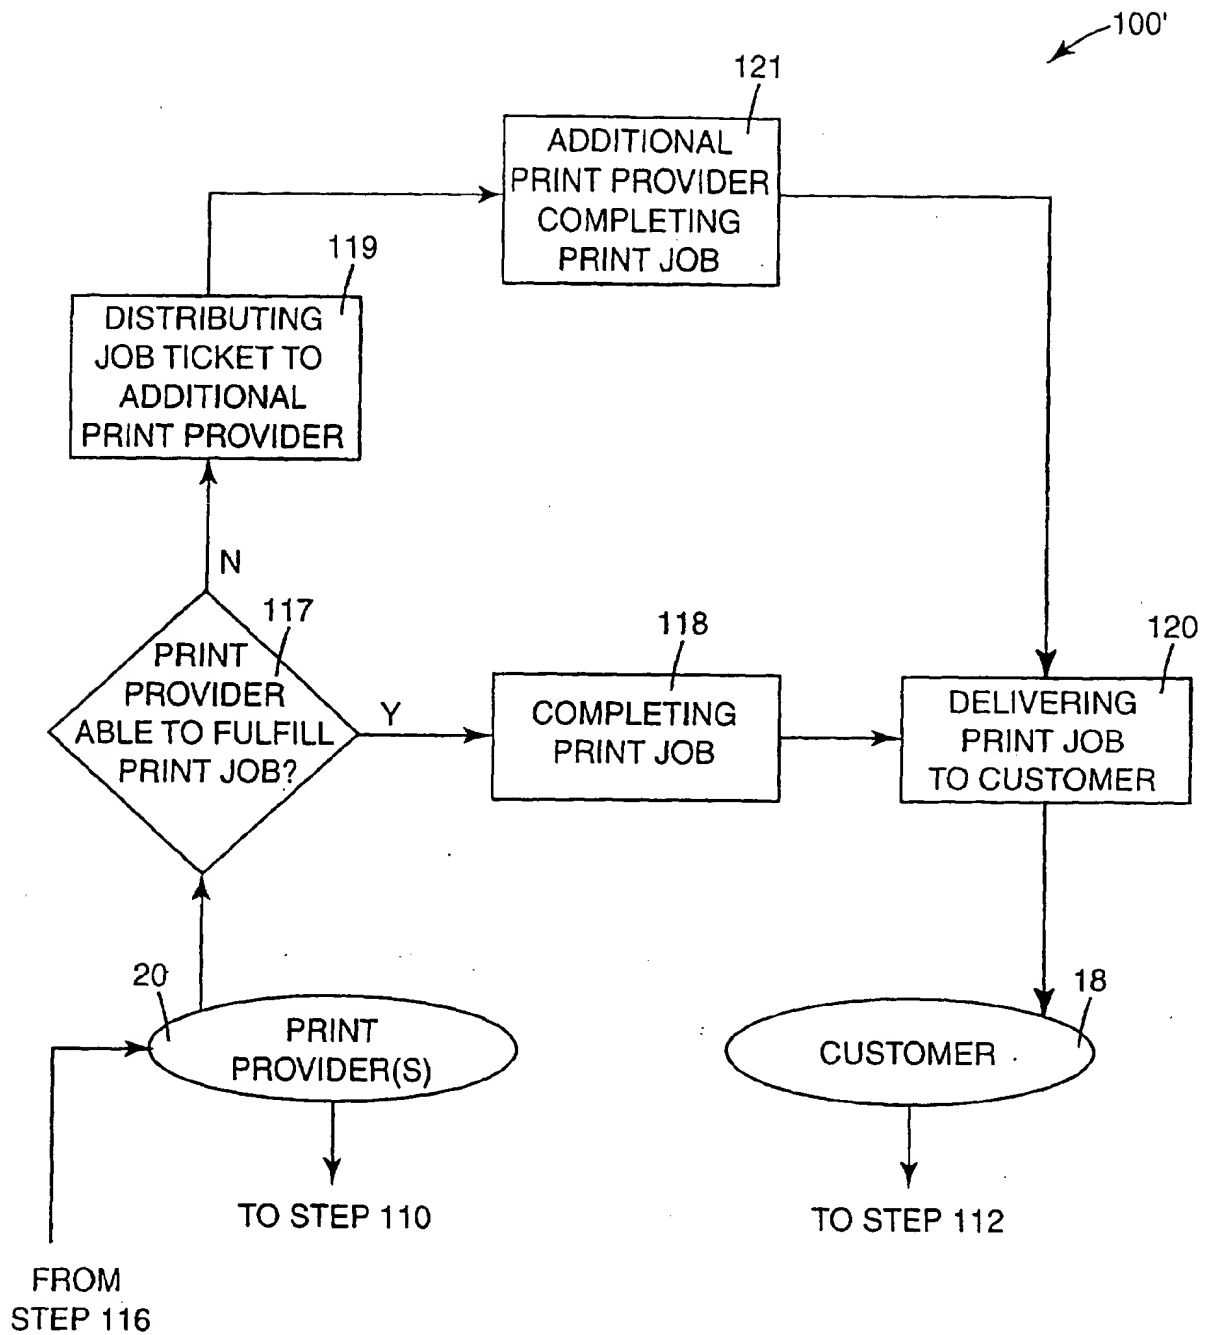 100'
121
ADDITIONAL
PRINT PROVIDER
COMPLETING
PRINT JOB
119
DISTRIBUTING
JOB TICKET TO
ADDITIONAL
PRINT PROVIDER
N
117
PRINT
PROVIDER
ABLE TO FULFILL
PRINT JOB?
Y
118
COMPLETING
PRINT JOB
120
DELIVERING
PRINT JOB
TO CUSTOMER
20
PRINT
PROVIDER(S)
18
CUSTOMER
TO STEP 110
TO STEP 112
FROM
STEP 116